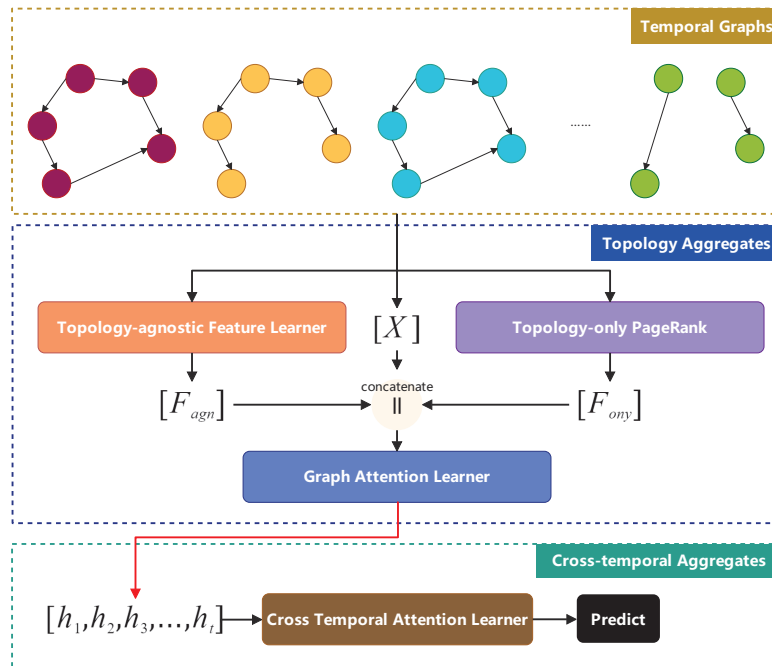 Temporal Graphs
......
Topology Aggregates
Topology-agnostic Feature Learner
[X]
Topology-only PageRank
[F_agn]
concatenate
||
[F_ony]
Graph Attention Learner
Cross-temporal Aggregates
[h_1,h_2,h_3,...,h_t]
Cross Temporal Attention Learner
Predict